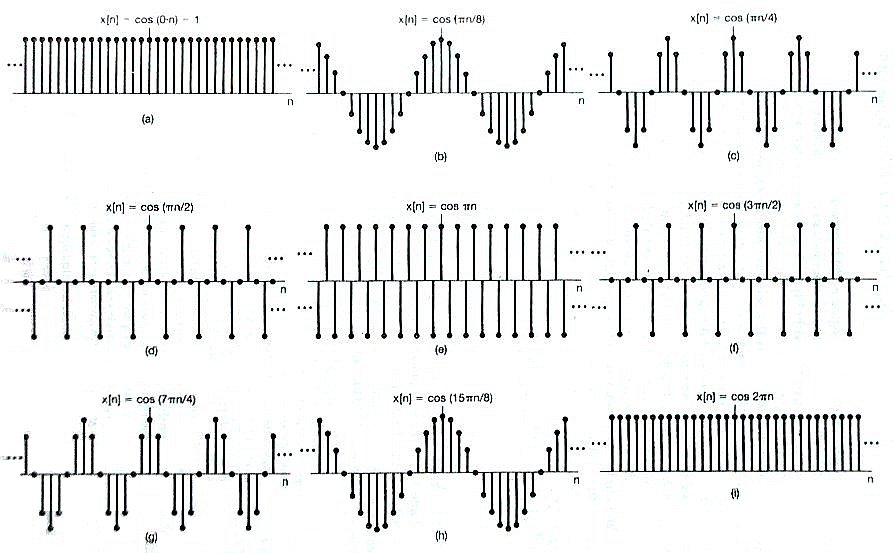 x[n] = cos (0·n) = 1
x[n] = cos (πn/8)
x[n] = cos (πn/4)
... ...
n
(a)
... ...
n
(b)
... ...
n
(c)
x[n] = cos (πn/2)
x[n] = cos πn
x[n] = cos (3πn/2)
... ...
n
... ...
(d)
... ...
n
... ...
(e)
... ...
n
... ...
(f)
x[n] = cos (7πn/4)
x[n] = cos (15πn/8)
x[n] = cos 2πn
... ...
n
(g)
... ...
n
(h)
... ...
n
(i)